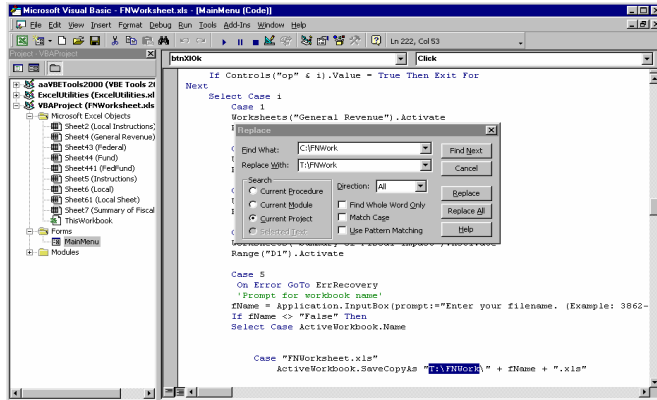 Microsoft Visual Basic - FNWorksheet.xls - [MainMenu (Code)]
File Edit View Insert Format Debug Run Tools Add-Ins Window Help
Ln 222, Col 53
Project - VBAProject
aaVBETools2000 (VBE Tools 2
ExcelUtilities (ExcelUtilities.xl
VBAProject (FNWorksheet.xls
Microsoft Excel Objects
Sheet2 (Local Instructions)
Sheet4 (General Revenue)
Sheet43 (Federal)
Sheet44 (Fund)
Sheet441 (FedFund)
Sheet5 (Instructions)
Sheet6 (Local)
Sheet61 (Local Sheet)
Sheet7 (Summary of Fiscal
ThisWorkbook
Forms
MainMenu
Modules
btnXlOk
Click
If Controls("op" & i).Value = True Then Exit For
Next
Select Case i
Case 1
Worksheets("General Revenue").Activate
Replace
Find What: C:\FNWork
Find Next
Replace With: T:\FNWork
Cancel
Search
Current Procedure
Current Module
Current Project
Selected Text
Direction: All
Find Whole Word Only
Match Case
Use Pattern Matching
Replace
Replace All
Help
Range("D1").Activate
Case 5
On Error GoTo ErrRecovery
'Prompt for workbook name'
fName = Application.InputBox(prompt:="Enter your filename. (Example: 3862-
If fName <> "False" Then
Select Case ActiveWorkbook.Name
Case "FNWorksheet.xls"
ActiveWorkbook.SaveCopyAs "T:\FNWork\" + fName + ".xls"